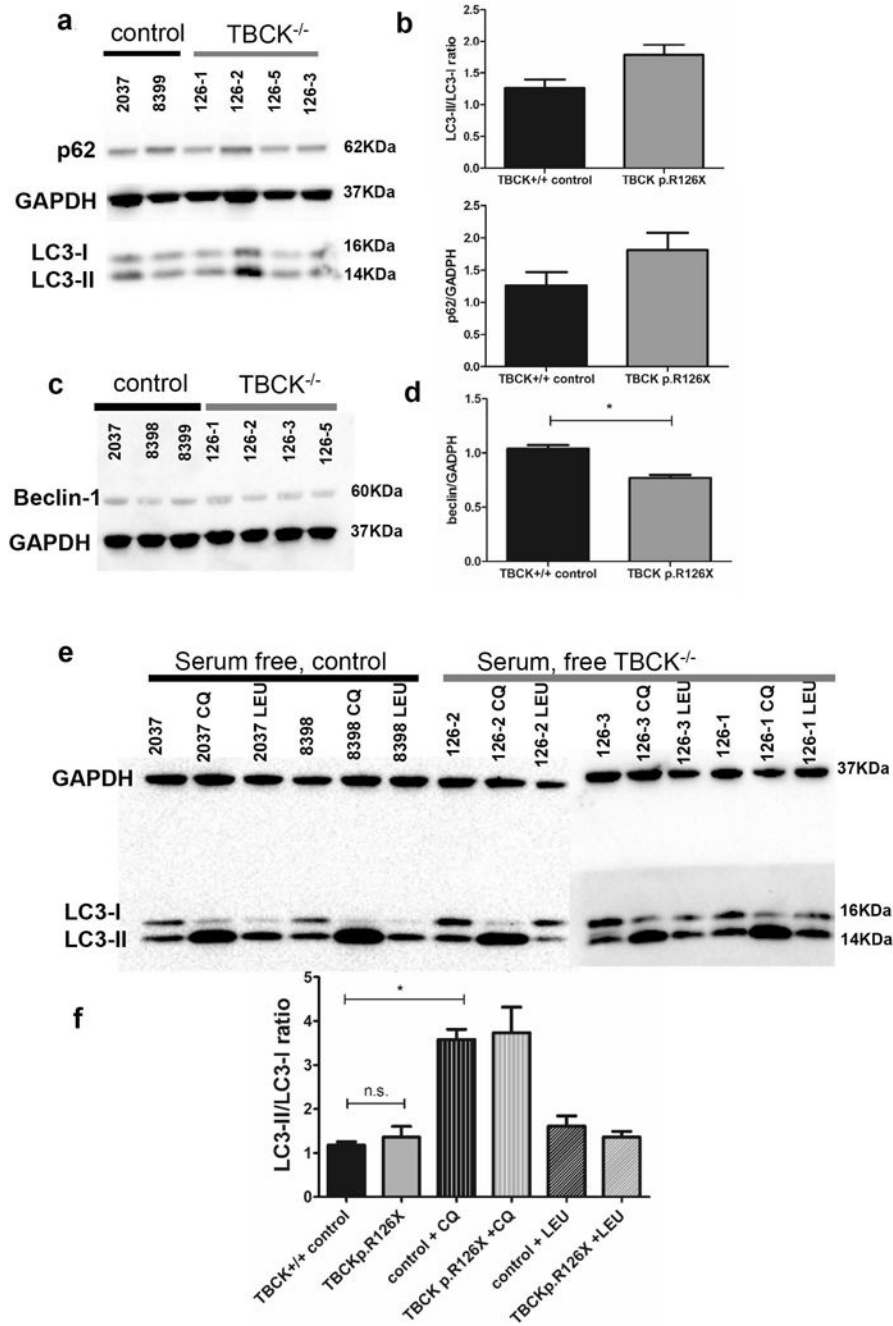 a
control TBCK-/-
2037 8399 126-1 126-2 126-5 126-3
p62 62KDa
GAPDH 37KDa
LC3-I 16KDa
LC3-II 14KDa
b
LC3-II/LC3-I ratio
2.5
2.0
1.5
1.0
0.5
0.0
TBCK+/+ control TBCK p.R126X
p62/GADPH
2.5
2.0
1.5
1.0
0.5
0.0
TBCK+/+ control TBCK p.R126X
c
control TBCK-/-
2037 8398 8399 126-1 126-2 126-3 126-5
Beclin-1 60KDa
GAPDH 37KDa
d
beclin/GADPH
1.5
1.0
0.5
0.0
*
TBCK+/+ control TBCK p.R126X
e
Serum free, control Serum, free TBCK-/-
2037 2037 CQ 2037 LEU 8398 8398 CQ 8398 LEU 126-2 126-2 CQ 126-2 LEU 126-3 126-3 CQ 126-3 LEU 126-1 126-1 CQ 126-1 LEU
GAPDH 37KDa
LC3-I 16KDa
LC3-II 14KDa
f
LC3-II/LC3-I ratio
5
4
3
2
1
0
*
n.s.
TBCK+/+ control TBCKp.R126X control + CQ TBCK p.R126X +CQ control + LEU TBCKp.R126X +LEU